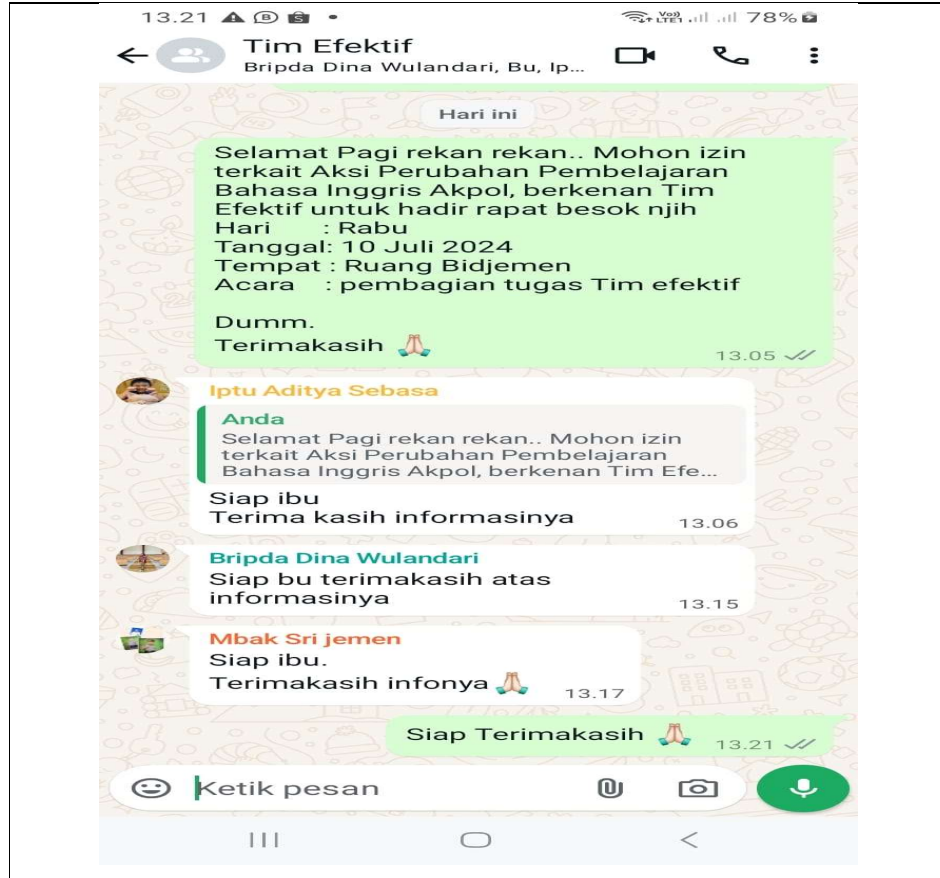 13.21
78%
Tim Efektif
Bripda Dina Wulandari, Bu, Ip...
Hari ini
Selamat Pagi rekan rekan.. Mohon izin
terkait Aksi Perubahan Pembelajaran
Bahasa Inggris Akpol, berkenan Tim
Efektif untuk hadir rapat besok njih
Hari : Rabu
Tanggal: 10 Juli 2024
Tempat : Ruang Bidjemen
Acara : pembagian tugas Tim efektif
Dumm.
Terimakasih 🙏🏻
13.05
Iptu Aditya Sebasa
Anda
Selamat Pagi rekan rekan.. Mohon izin
terkait Aksi Perubahan Pembelajaran
Bahasa Inggris Akpol, berkenan Tim Efe...
Siap ibu
Terima kasih informasinya
13.06
Bripda Dina Wulandari
Siap bu terimakasih atas
informasinya
13.15
Mbak Sri jemen
Siap ibu.
Terimakasih infonya 🙏🏻
13.17
Siap Terimakasih 🙏🏻
13.21
Ketik pesan